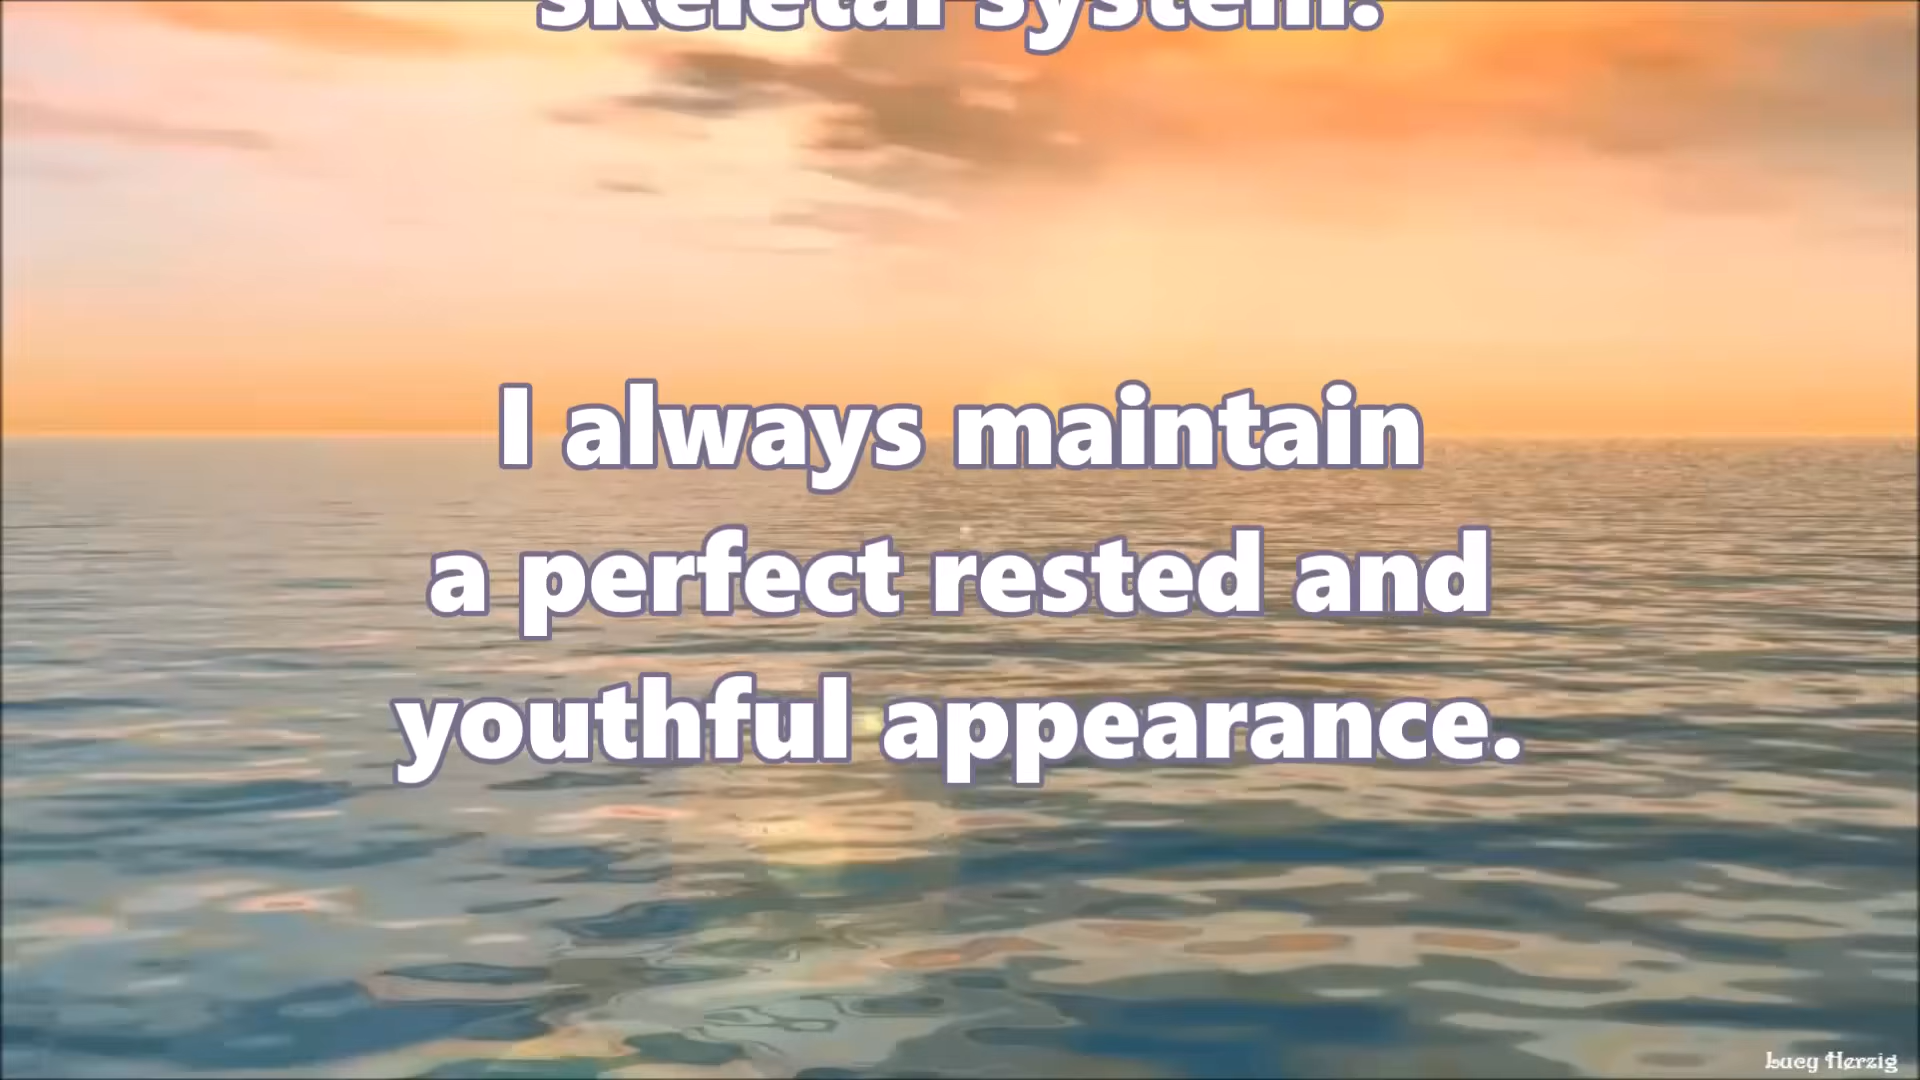 skeletal system.
I always maintain
a perfect rested and
youthful appearance.
Lucy Herzig